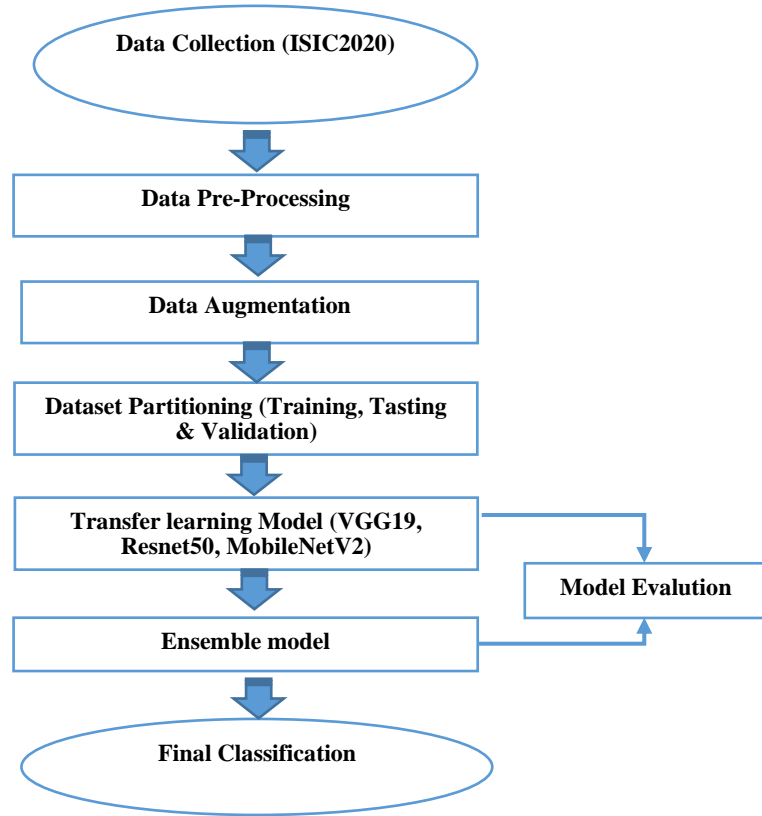 Data Collection (ISIC2020)
Data Pre-Processing
Data Augmentation
Dataset Partitioning (Training, Tasting
& Validation)
Transfer learning Model (VGG19,
Resnet50, MobileNetV2)
Model Evalution
Ensemble model
Final Classification